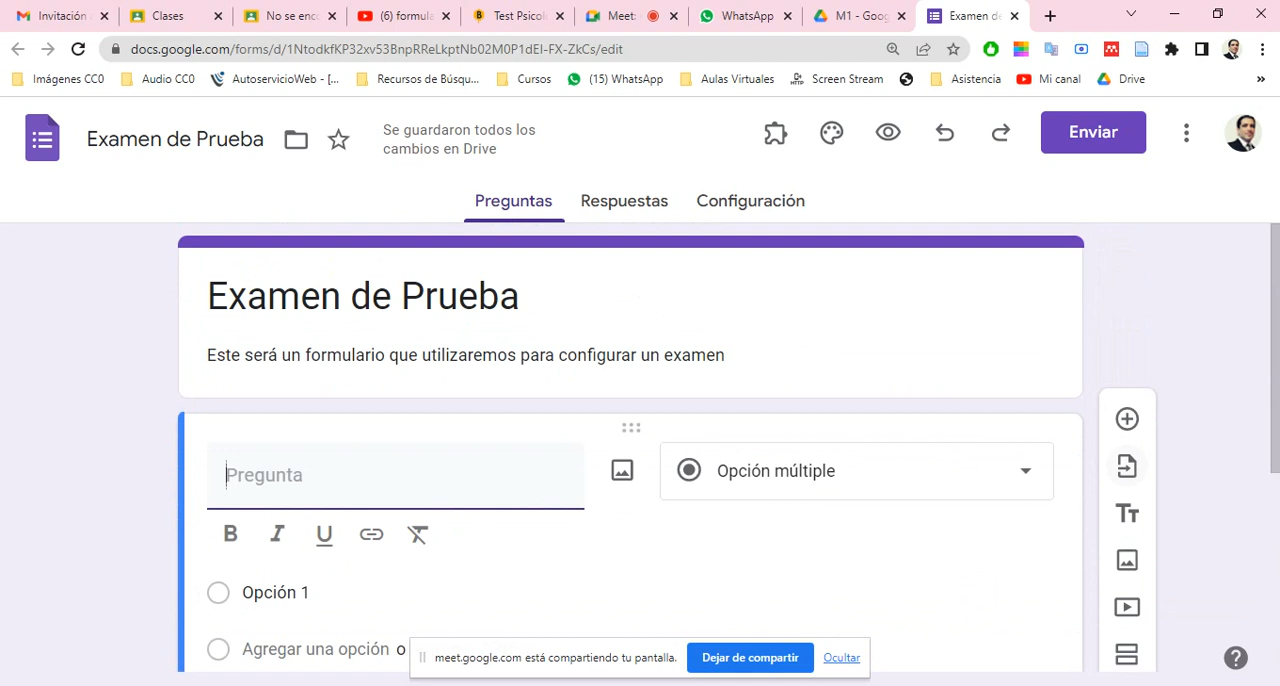 Invitación
Clases
No se enc
(6) formula
Test Psicol
Meet:
WhatsApp
M1 - Goog
Examen de
docs.google.com/forms/d/1NtodkfKP32xv53BnpRReLkptNb02M0P1dEI-FX-ZkCs/edit
Imágenes CC0
Audio CC0
AutoservicioWeb - [...
Recursos de Búsqu...
Cursos
(15) WhatsApp
Aulas Virtuales
Screen Stream
Asistencia
Mi canal
Drive
»
Examen de Prueba
Se guardaron todos los
cambios en Drive
Enviar
Preguntas
Respuestas
Configuración
Examen de Prueba
Este será un formulario que utilizaremos para configurar un examen
Pregunta
Opción múltiple
B I U
Opción 1
Agregar una opción o
meet.google.com está compartiendo tu pantalla.
Dejar de compartir
Ocultar